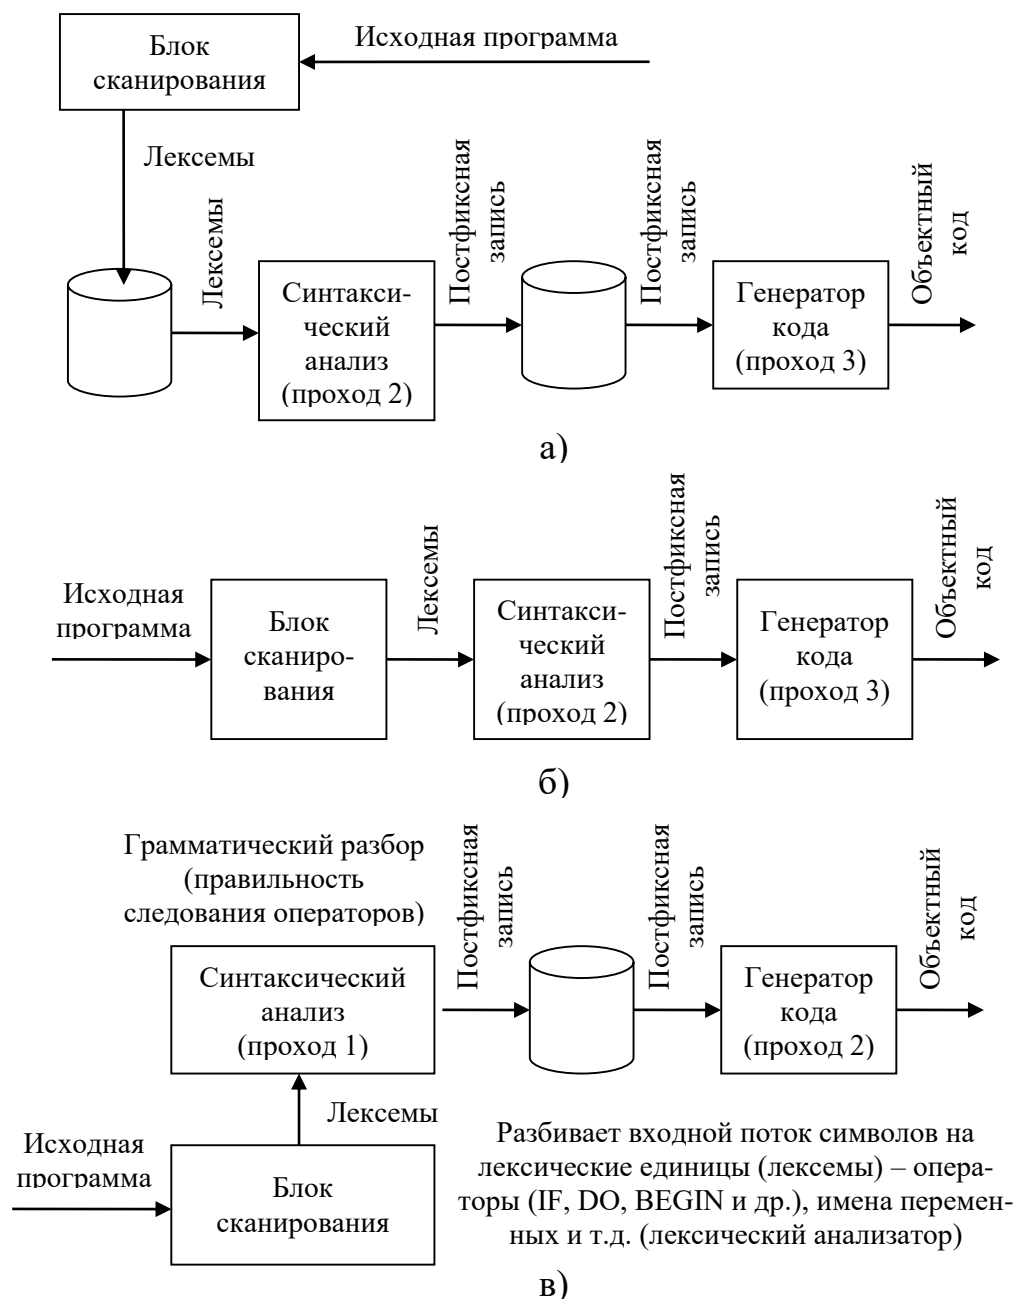 Блок
сканирования
Исходная программа
Лексемы
Лексемы
Синтакси-
ческий
анализ
(проход 2)
Постфиксная
запись
Постфиксная
запись
Генератор
кода
(проход 3)
Объектный
код
а)
Исходная
программа
Блок
сканиро-
вания
Лексемы
Синтакси-
ческий
анализ
(проход 2)
Постфиксная
запись
Генератор
кода
(проход 3)
Объектный
код
б)
Грамматический разбор
(правильность
следования операторов)
Синтаксический
анализ
(проход 1)
Постфиксная
запись
Постфиксная
запись
Генератор
кода
(проход 2)
Объектный
код
Лексемы
Исходная
программа
Блок
сканирования
Разбивает входной поток символов на
лексические единицы (лексемы) – опера-
торы (IF, DO, BEGIN и др.), имена перемен-
ных и т.д. (лексический анализатор)
в)